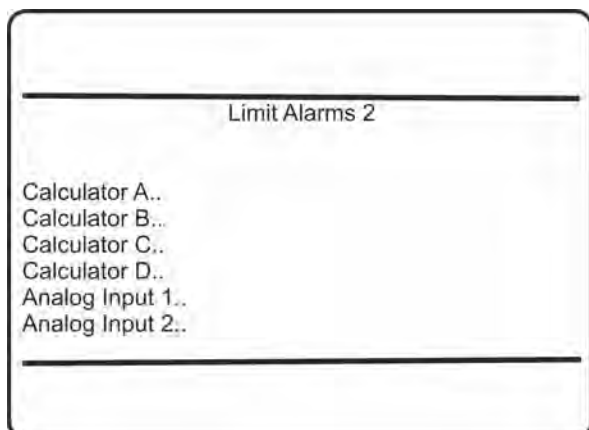 Limit Alarms 2
Calculator A..
Calculator B..
Calculator C..
Calculator D..
Analog Input 1..
Analog Input 2..